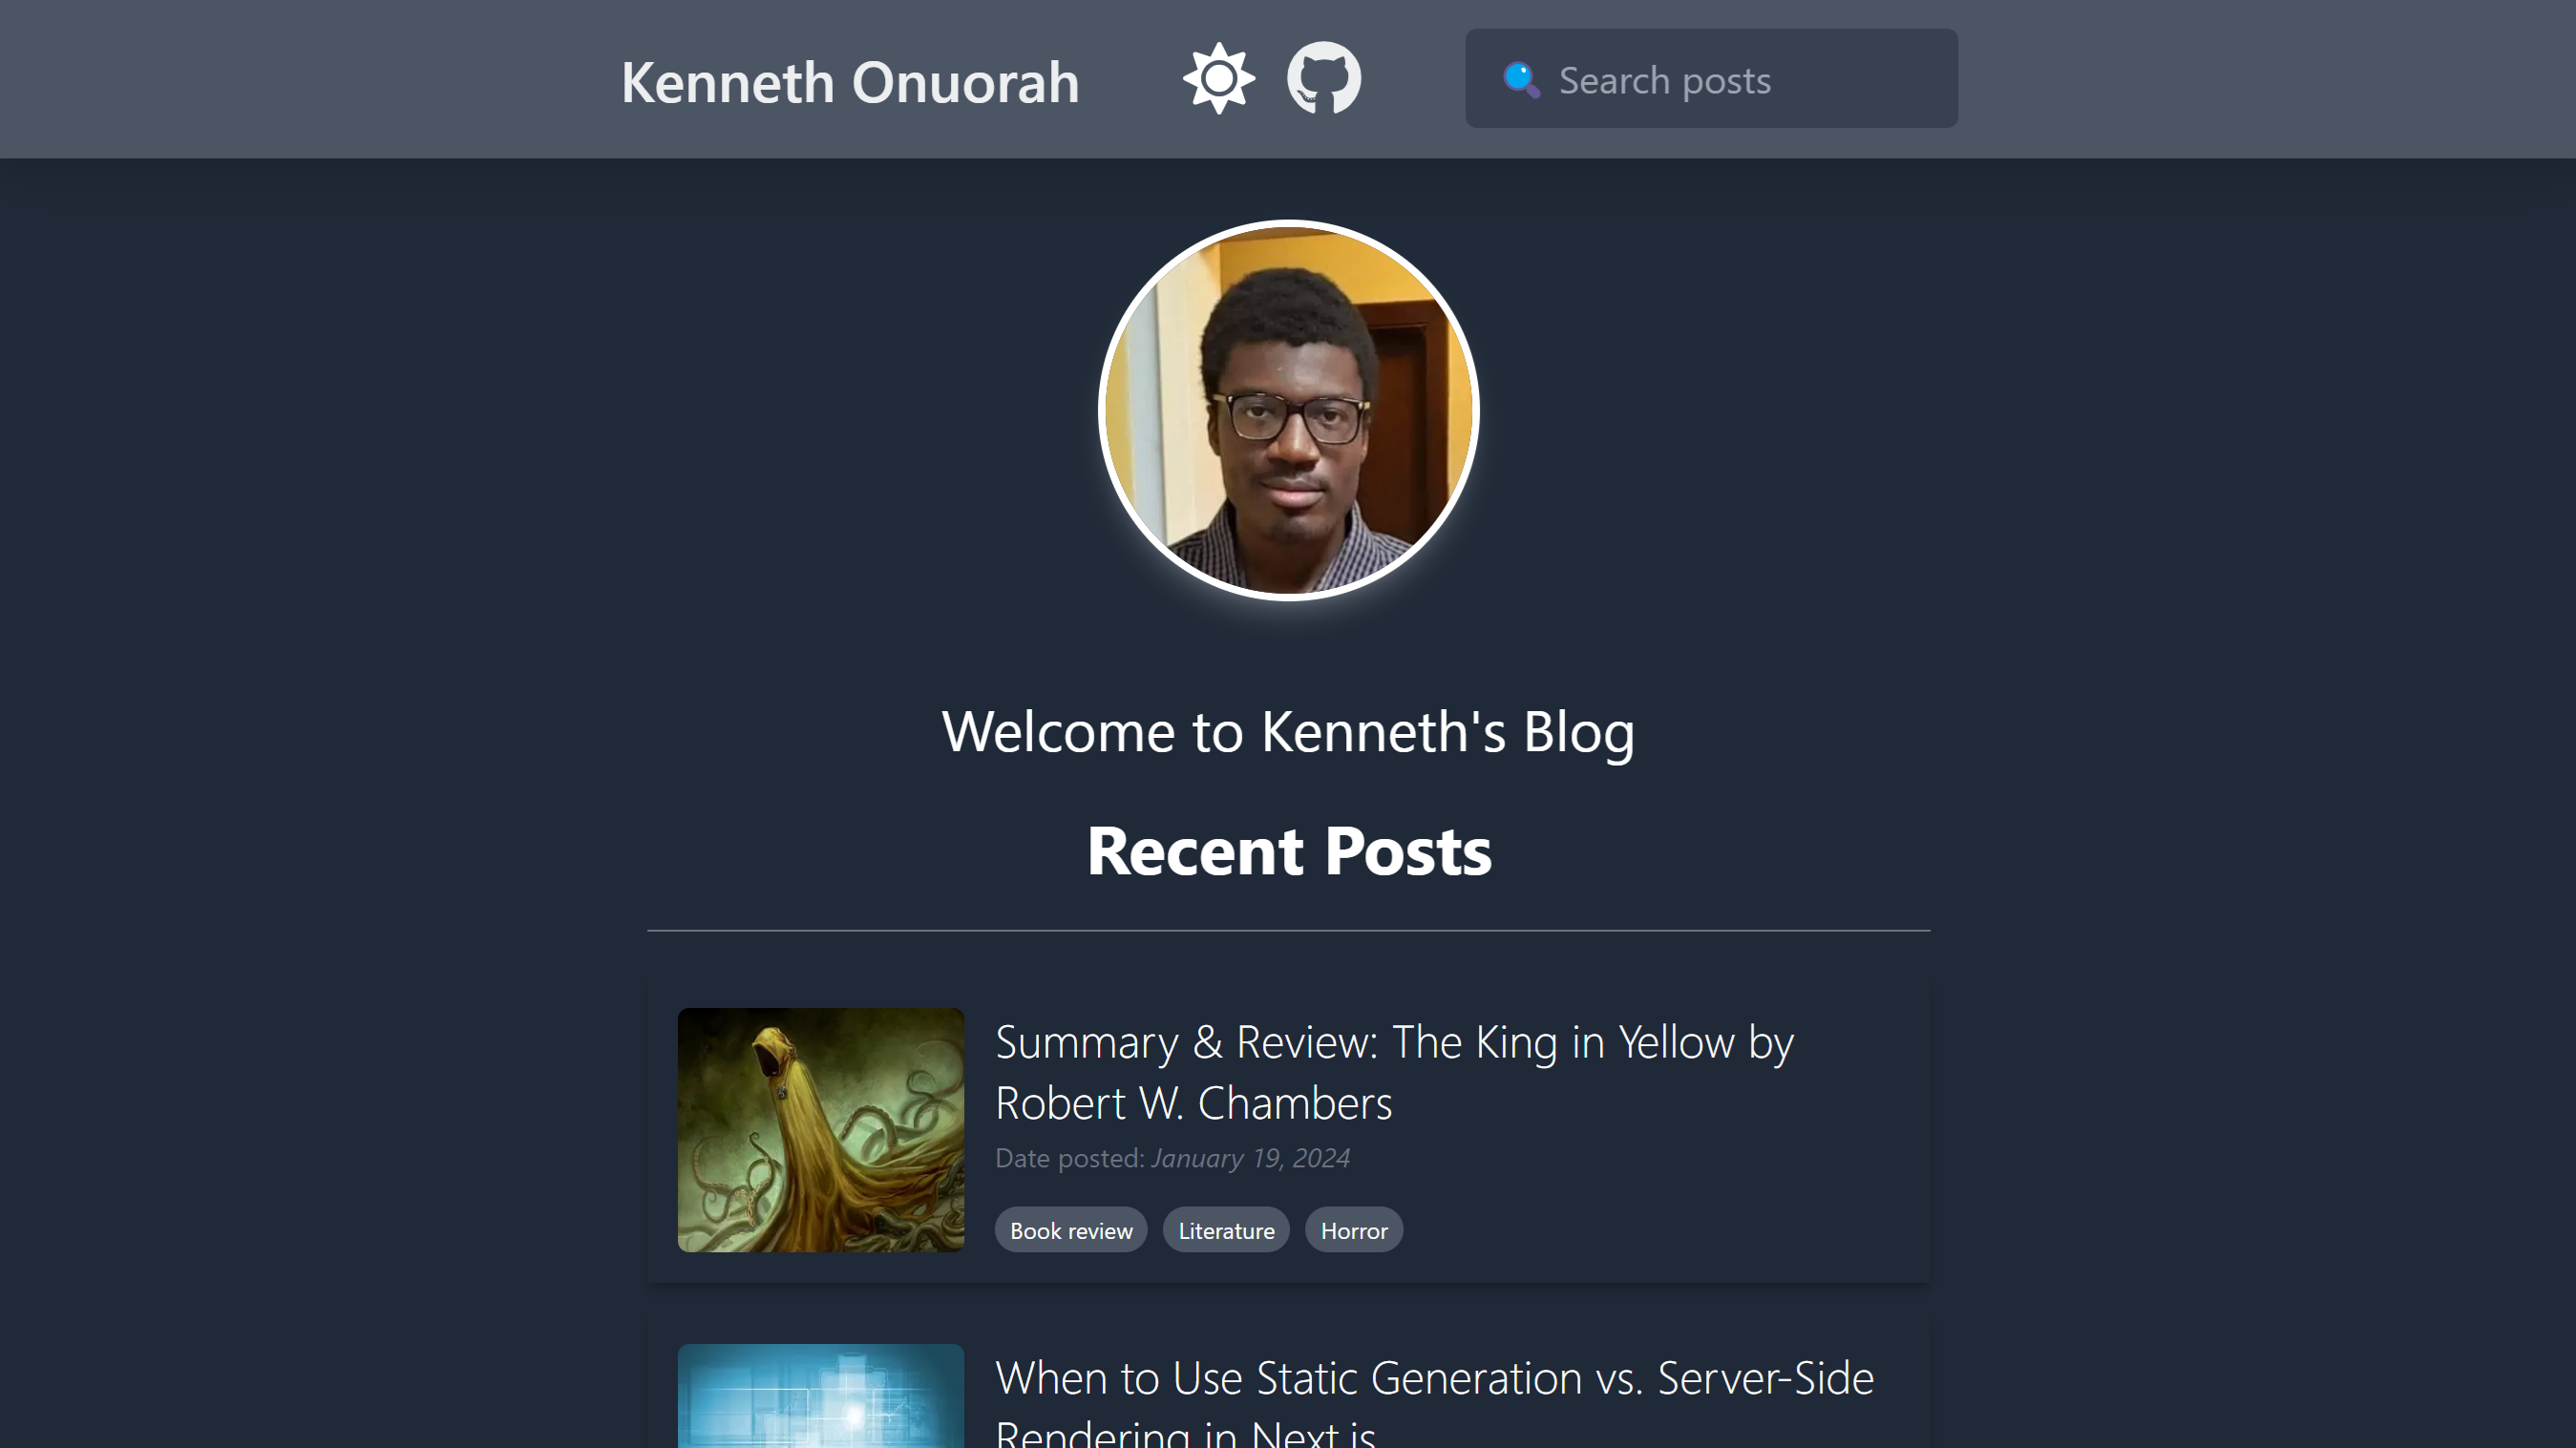 Kenneth Onuorah
Search posts
Welcome to Kenneth's Blog
Recent Posts
Summary & Review: The King in Yellow by
Robert W. Chambers
Date posted: January 19, 2024
Book review Literature Horror
When to Use Static Generation vs. Server-Side
Rendering in Next.js